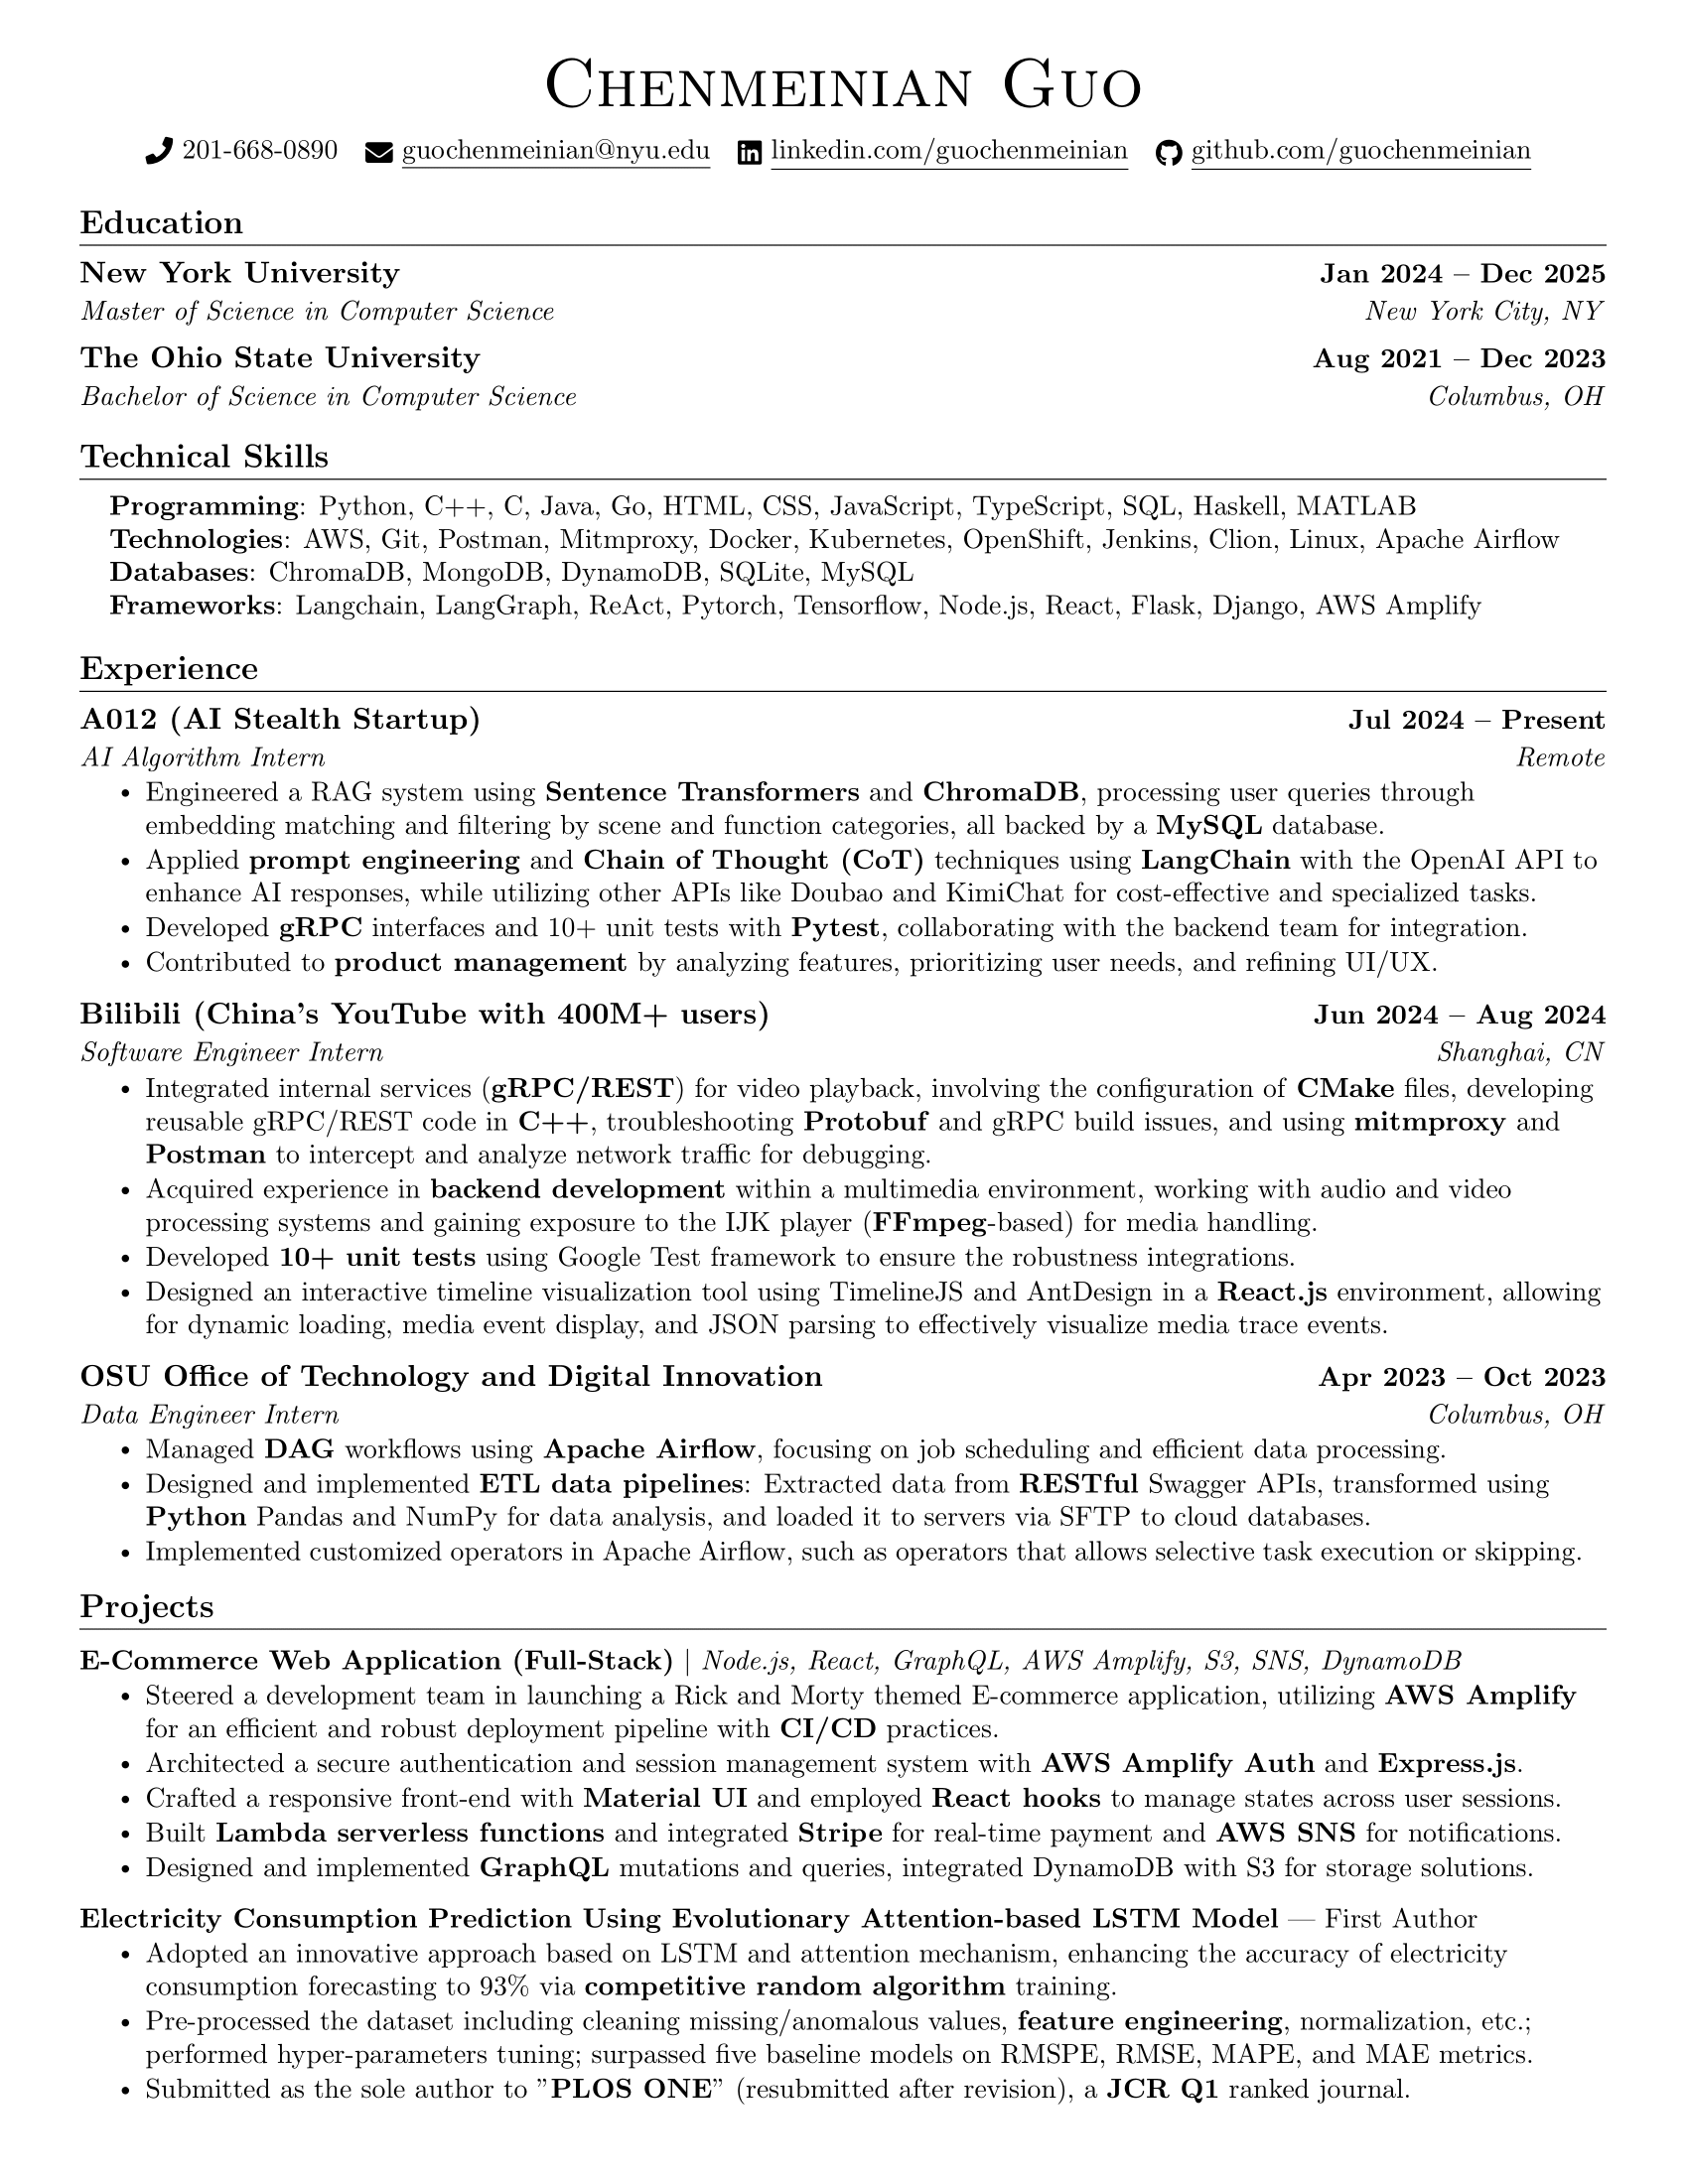 Chenmeinian Guo
201-668-0890 guochenmeinian@nyu.edu linkedin.com/guochenmeinian github.com/guochenmeinian
Education
New York University Jan 2024 – Dec 2025
Master of Science in Computer Science New York City, NY
The Ohio State University Aug 2021 – Dec 2023
Bachelor of Science in Computer Science Columbus, OH
Technical Skills
Programming: Python, C++, C, Java, Go, HTML, CSS, JavaScript, TypeScript, SQL, Haskell, MATLAB
Technologies: AWS, Git, Postman, Mitmproxy, Docker, Kubernetes, OpenShift, Jenkins, Clion, Linux, Apache Airflow
Databases: ChromaDB, MongoDB, DynamoDB, SQLite, MySQL
Frameworks: Langchain, LangGraph, ReAct, Pytorch, Tensorflow, Node.js, React, Flask, Django, AWS Amplify
Experience
A012 (AI Stealth Startup) Jul 2024 – Present
AI Algorithm Intern Remote
• Engineered a RAG system using Sentence Transformers and ChromaDB, processing user queries through
embedding matching and filtering by scene and function categories, all backed by a MySQL database.
• Applied prompt engineering and Chain of Thought (CoT) techniques using LangChain with the OpenAI API to
enhance AI responses, while utilizing other APIs like Doubao and KimiChat for cost-effective and specialized tasks.
• Developed gRPC interfaces and 10+ unit tests with Pytest, collaborating with the backend team for integration.
• Contributed to product management by analyzing features, prioritizing user needs, and refining UI/UX.
Bilibili (China's YouTube with 400M+ users) Jun 2024 – Aug 2024
Software Engineer Intern Shanghai, CN
• Integrated internal services (gRPC/REST) for video playback, involving the configuration of CMake files, developing
reusable gRPC/REST code in C++, troubleshooting Protobuf and gRPC build issues, and using mitmproxy and
Postman to intercept and analyze network traffic for debugging.
• Acquired experience in backend development within a multimedia environment, working with audio and video
processing systems and gaining exposure to the IJK player (FFmpeg-based) for media handling.
• Developed 10+ unit tests using Google Test framework to ensure the robustness integrations.
• Designed an interactive timeline visualization tool using TimelineJS and AntDesign in a React.js environment, allowing
for dynamic loading, media event display, and JSON parsing to effectively visualize media trace events.
OSU Office of Technology and Digital Innovation Apr 2023 – Oct 2023
Data Engineer Intern Columbus, OH
• Managed DAG workflows using Apache Airflow, focusing on job scheduling and efficient data processing.
• Designed and implemented ETL data pipelines: Extracted data from RESTful Swagger APIs, transformed using
Python Pandas and NumPy for data analysis, and loaded it to servers via SFTP to cloud databases.
• Implemented customized operators in Apache Airflow, such as operators that allows selective task execution or skipping.
Projects
E-Commerce Web Application (Full-Stack) | Node.js, React, GraphQL, AWS Amplify, S3, SNS, DynamoDB
• Steered a development team in launching a Rick and Morty themed E-commerce application, utilizing AWS Amplify
for an efficient and robust deployment pipeline with CI/CD practices.
• Architected a secure authentication and session management system with AWS Amplify Auth and Express.js.
• Crafted a responsive front-end with Material UI and employed React hooks to manage states across user sessions.
• Built Lambda serverless functions and integrated Stripe for real-time payment and AWS SNS for notifications.
• Designed and implemented GraphQL mutations and queries, integrated DynamoDB with S3 for storage solutions.
Electricity Consumption Prediction Using Evolutionary Attention-based LSTM Model — First Author
• Adopted an innovative approach based on LSTM and attention mechanism, enhancing the accuracy of electricity
consumption forecasting to 93% via competitive random algorithm training.
• Pre-processed the dataset including cleaning missing/anomalous values, feature engineering, normalization, etc.;
performed hyper-parameters tuning; surpassed five baseline models on RMSPE, RMSE, MAPE, and MAE metrics.
• Submitted as the sole author to ”PLOS ONE” (resubmitted after revision), a JCR Q1 ranked journal.